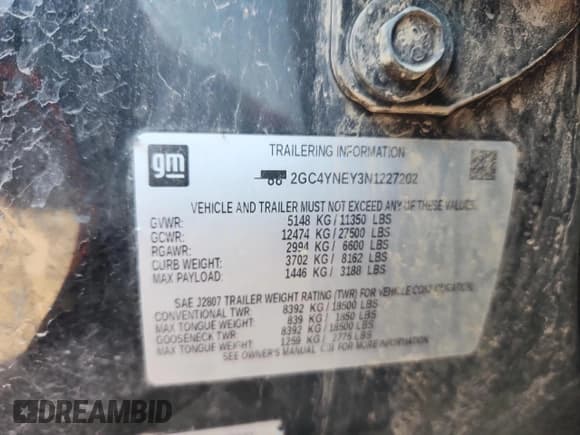 gm
TRAILERING INFORMATION
86 2GC4YNEY3N1227202
VEHICLE AND TRAILER MUST NOT EXCEED ANY OF THESE VALUES
GVWR: 5148 KG / 11350 LBS
GCWR: 12474 KG / 27500 LBS
RGAWR: 2994 KG / 6600 LBS
CURB WEIGHT: 3702 KG / 8162 LBS
MAX PAYLOAD: 1446 KG / 3188 LBS
SAE J2807 TRAILER WEIGHT RATING (TWR) FOR VEHICLE CONFIGURATION:
CONVENTIONAL TWR 8392 KG / 18500 LBS
MAX TONGUE WEIGHT: 839 KG / 1850 LBS
GOOSENECK TWR 8392 KG / 18500 LBS
MAX TONGUE WEIGHT: 1259 KG / 2775 LBS
SEE OWNER'S MANUAL FOR MORE INFORMATION
DREAMBID